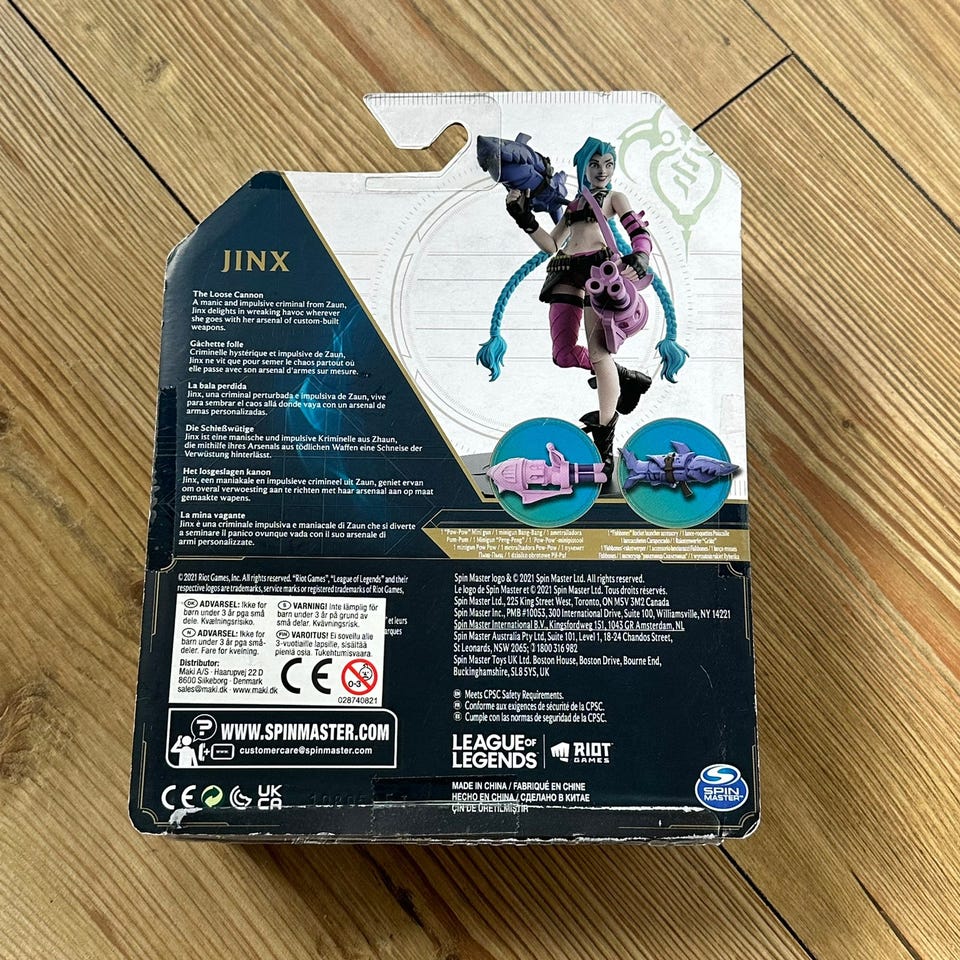 JINX
The Loose Cannon
A manic and impulsive criminal from Zaun,
Jinx delights in wreaking havoc wherever
she goes with her arsenal of custom-built
weapons.
Gâchette folle
Criminelle hystérique et impulsive de Zaun,
Jinx ne vit que pour semer le chaos partout où
elle passe avec son arsenal d'armes sur mesure.
La bala perdida
Jinx, una criminal perturbada e impulsiva de Zaun, vive
para sembrar el caos allá donde vaya con un arsenal de
armas personalizadas.
Die Schießwütige
Jinx ist eine manische und impulsive Kriminelle aus Zhaun,
die mithilfe ihres Arsenals aus tödlichen Waffen eine Schneise der
Verwüstung hinterlässt.
Het losgeslagen kanon
Jinx, een maniakale en impulsieve crimineel uit Zaun, geniet ervan
om overal verwoesting aan te richten met haar arsenaal aan op maat
gemaakte wapens.
La mina vagante
Jinx è una criminale impulsiva e maniacale di Zaun che si diverte
a seminare il panico ovunque vada con il suo arsenale di
armi personalizzate.
© 2021 Riot Games, Inc. All rights reserved. "Riot Games", "League of Legends" and their
respective logos are trademarks, service marks or registered trademarks of Riot Games,
DK ADVARSEL: Ikke for
barn under 3 år pga små
dele. Kvælningsrisiko.
N ADVARSEL: Ikke for
barn under 3 år pga små-
deler. Fare for kvelning.
Distributor:
Maki A/S · Haarupvej 22 D
8600 Silkeborg · Denmark
sales@maki.dk · www.maki.dk
S VARNING! Inte lämplig för
barn under 3 år på grund av
små delar. Kvävningsrisk.
FIN VAROITUS! Ei sovellu alle
3-vuotiaille lapsille, sisältää
pieniä osia. Tukehtumisvaara.
CE
0-3
028740821
et leurs
arques
WWW.SPINMASTER.COM
customercare@spinmaster.com
CE
UK
CA
Spin Master logo & © 2021 Spin Master Ltd. All rights reserved.
Le logo de Spin Master et © 2021 Spin Master Ltd. Tous droits réservés.
Spin Master Ltd., 225 King Street West, Toronto, ON M5V 3M2 Canada
Spin Master Inc., PMB #10053, 300 International Drive, Suite 100, Williamsville, NY 14221
Spin Master International B.V., Kingsfordweg 151, 1043 GR Amsterdam, NL
Spin Master Australia Pty Ltd, Suite 101, Level 1, 18-24 Chandos Street,
St Leonards, NSW 2065; 1800 316 982
Spin Master Toys UK Ltd. Boston House, Boston Drive, Bourne End,
Buckinghamshire, SL8 5YS, UK
EN Meets CPSC Safety Requirements.
FR Conforme aux exigences de sécurité de la CPSC.
ES Cumple con las normas de seguridad de la CPSC.
LEAGUE OF
LEGENDS
RIOT
GAMES
MADE IN CHINA / FABRIQUÉ EN CHINE
HECHO EN CHINA / СДЕЛАНО В КИТАЕ
ÇİN'DE ÜRETİLMİŞTİR
SPIN
MASTER